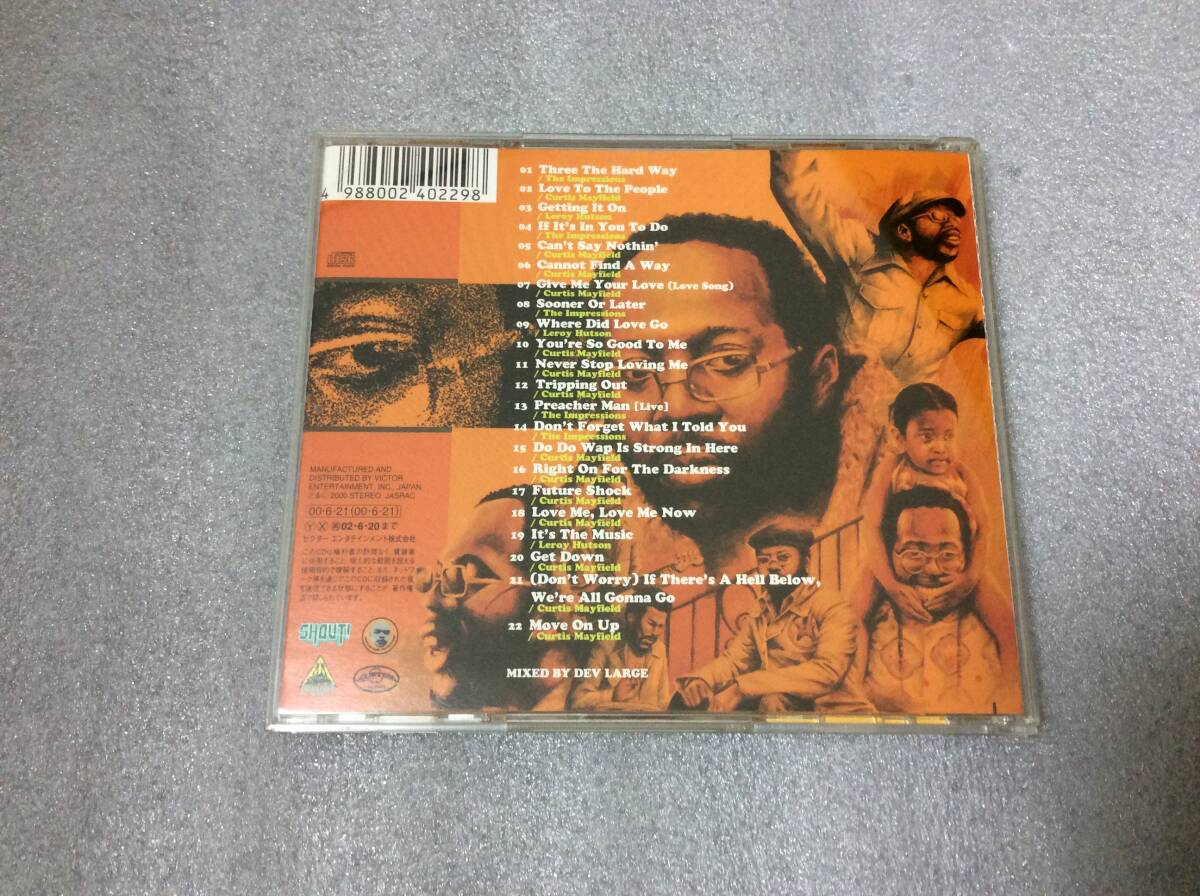 4 988002 402298
01 Three The Hard Way
/ The Impressions
02 Love To The People
/ Curtis Mayfield
03 Getting It On
/ Leroy Hutson
04 If It's In You To Do
/ The Impressions
05 Can't Say Nothin'
/ Curtis Mayfield
06 Cannot Find A Way
/ Curtis Mayfield
07 Give Me Your Love (Love Song)
/ Curtis Mayfield
08 Sooner Or Later
/ The Impressions
09 Where Did Love Go
/ Leroy Hutson
10 You're So Good To Me
/ Curtis Mayfield
11 Never Stop Loving Me
/ Curtis Mayfield
12 Tripping Out
/ Curtis Mayfield
13 Preacher Man [Live]
/ The Impressions
14 Don't Forget What I Told You
/ The Impressions
15 Do Do Wap Is Strong In Here
/ Curtis Mayfield
16 Right On For The Darkness
/ Curtis Mayfield
17 Future Shock
/ Curtis Mayfield
18 Love Me, Love Me Now
/ Curtis Mayfield
19 It's The Music
/ Leroy Hutson
20 Get Down
/ Curtis Mayfield
21 (Don't Worry) If There's A Hell Below,
We're All Gonna Go
/ Curtis Mayfield
22 Move On Up
/ Curtis Mayfield
MIXED BY DEV LARGE
MANUFACTURED AND
DISTRIBUTED BY VICTOR
ENTERTAINMENT, INC., JAPAN.
2000 STEREO JASRAC
00・6・21(00・6・21)
02・6・20まで
ビクター エンタテインメント株式会社
SHOUT!